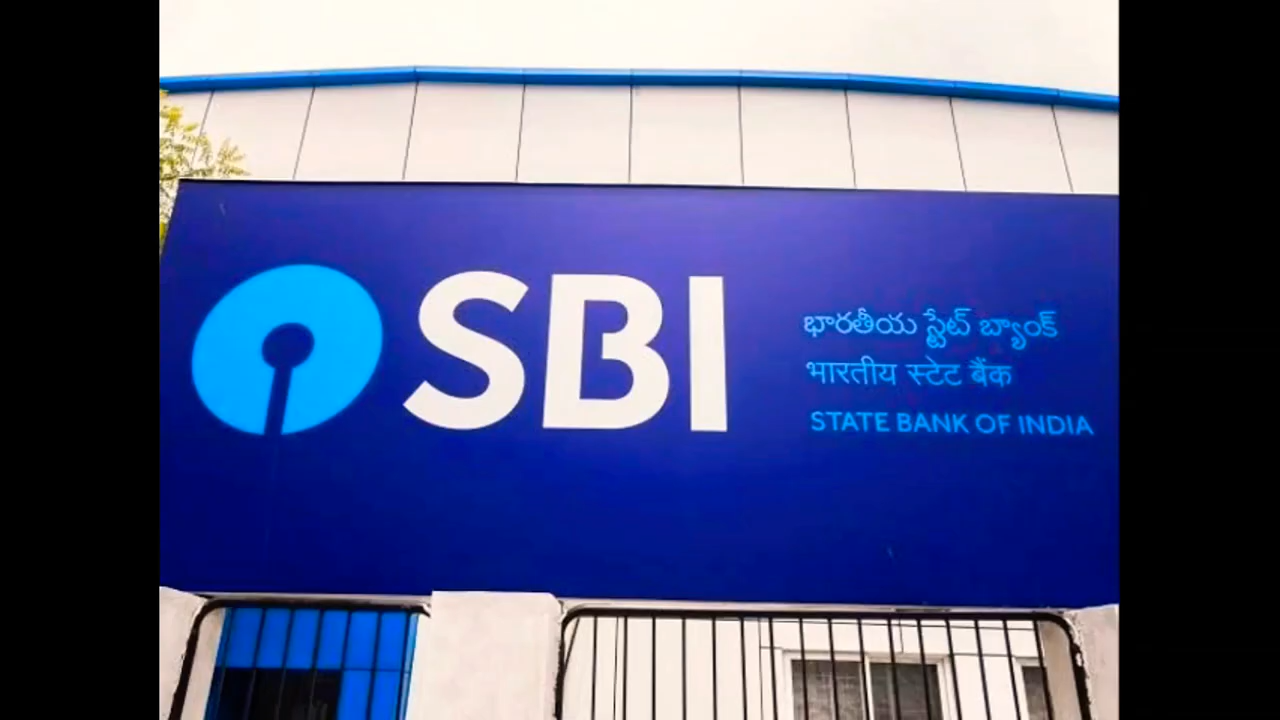 SBI
భారతీయ స్టేట్ బ్యాంక్
भारतीय स्टेट बैंक
STATE BANK OF INDIA